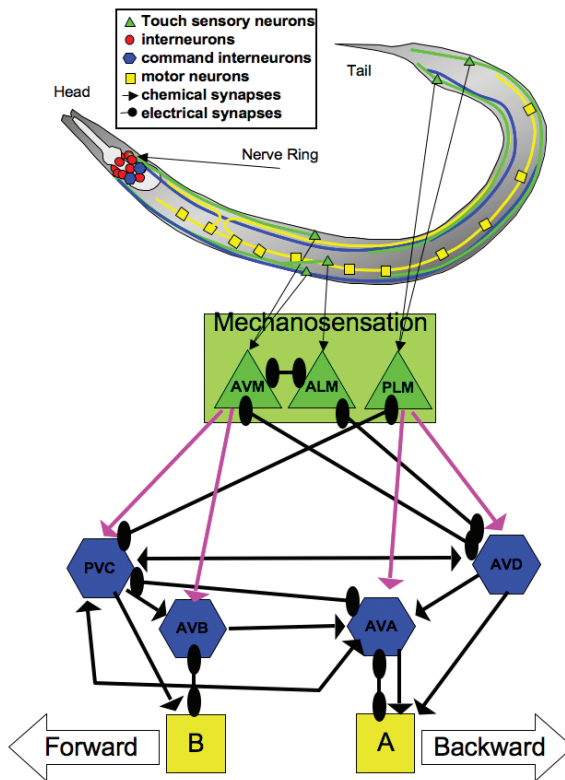 Touch sensory neurons
interneurons
command interneurons
motor neurons
chemical synapses
electrical synapses
Head
Tail
Nerve Ring
Mechanosensation
AVM
ALM
PLM
PVC
AVD
AVB
AVA
Forward
B
A
Backward